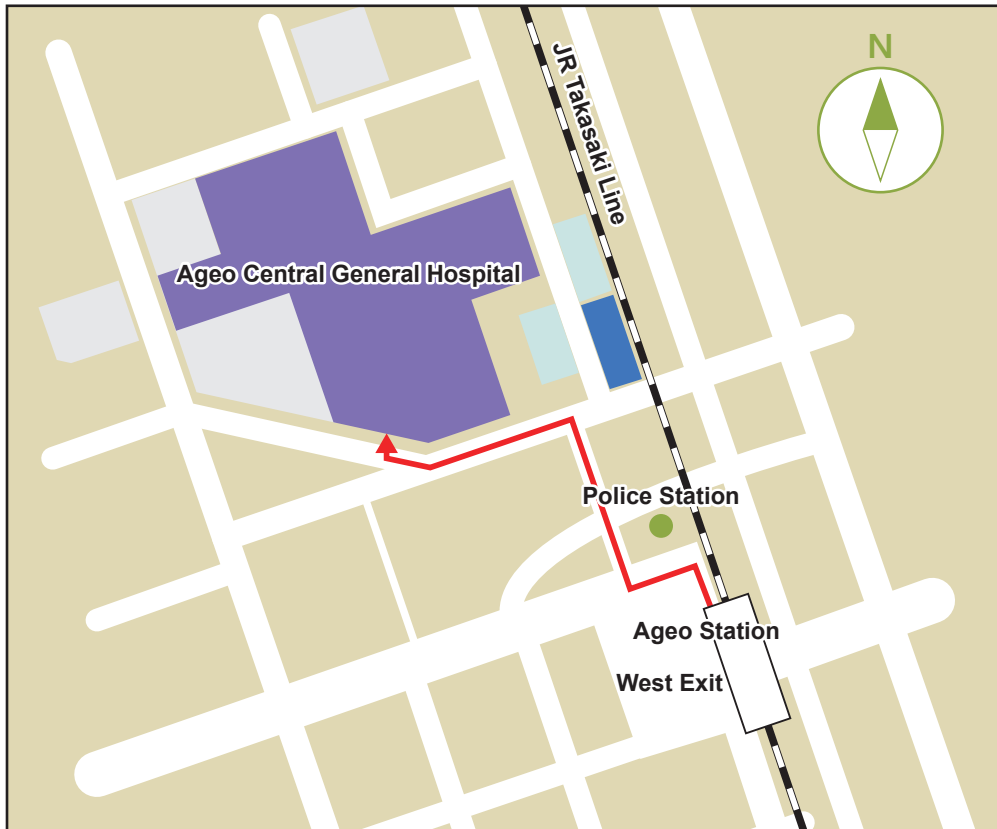 N
JR Takasaki Line
Ageo Central General Hospital
Police Station
Ageo Station
West Exit